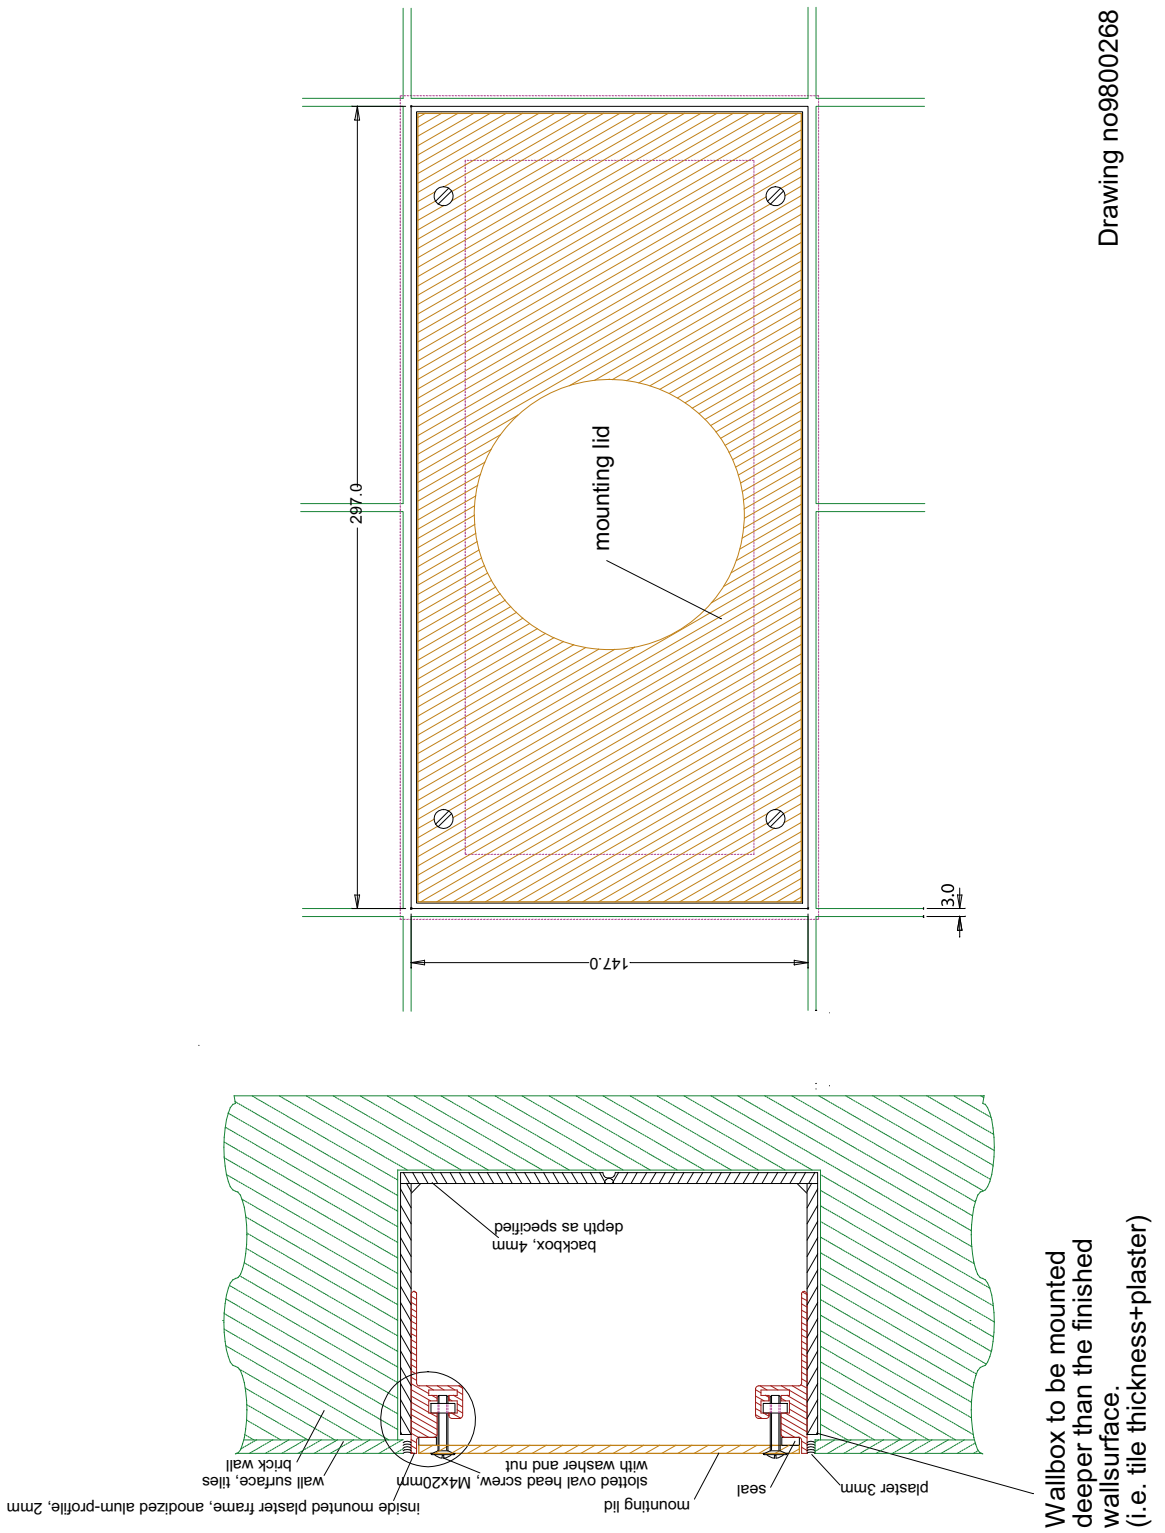 Drawing no9800268
297.0
mounting lid
3.0
147.0
backbox, 4mm
depth as specified
brick wall
wall surface, tiles
inside mounted plaster frame, anodized alum-profile, 2mm
slotted oval head screw, M4x20mm
with washer and nut
mounting lid
seal
plaster 3mm
Wallbox to be mounted
deeper than the finished
wallsurface.
(i.e. tile thickness+plaster)